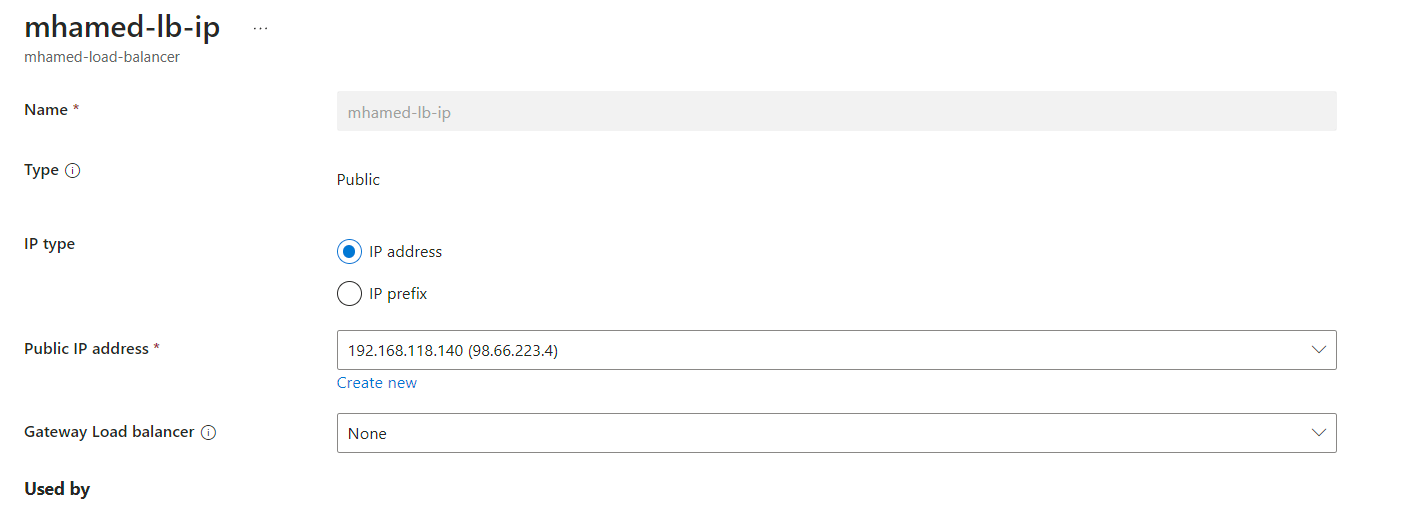 mhamed-lb-ip ...
mhamed-load-balancer
Name * mhamed-lb-ip
Type Public
IP type IP address
IP prefix
Public IP address * 192.168.118.140 (98.66.223.4)
Create new
Gateway Load balancer None
Used by